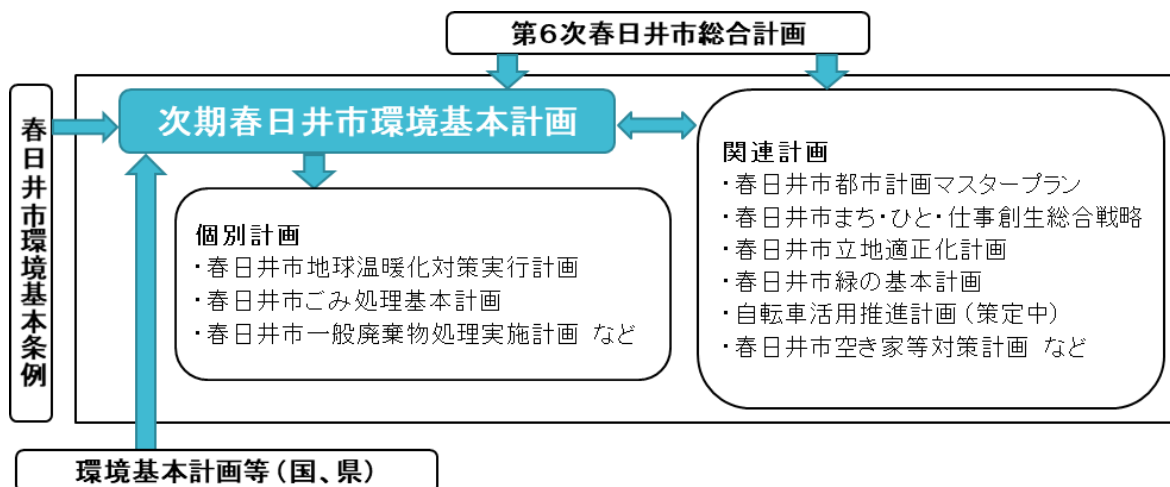 第6次春日井市総合計画
春日井市環境基本条例
次期春日井市環境基本計画
関連計画
・春日井市都市計画マスタープラン
・春日井市まち・ひと・仕事創生総合戦略
・春日井市立地適正化計画
・春日井市緑の基本計画
・自転車活用推進計画（策定中）
・春日井市空き家等対策計画 など
個別計画
・春日井市地球温暖化対策実行計画
・春日井市ごみ処理基本計画
・春日井市一般廃棄物処理実施計画 など
環境基本計画等（国、県）